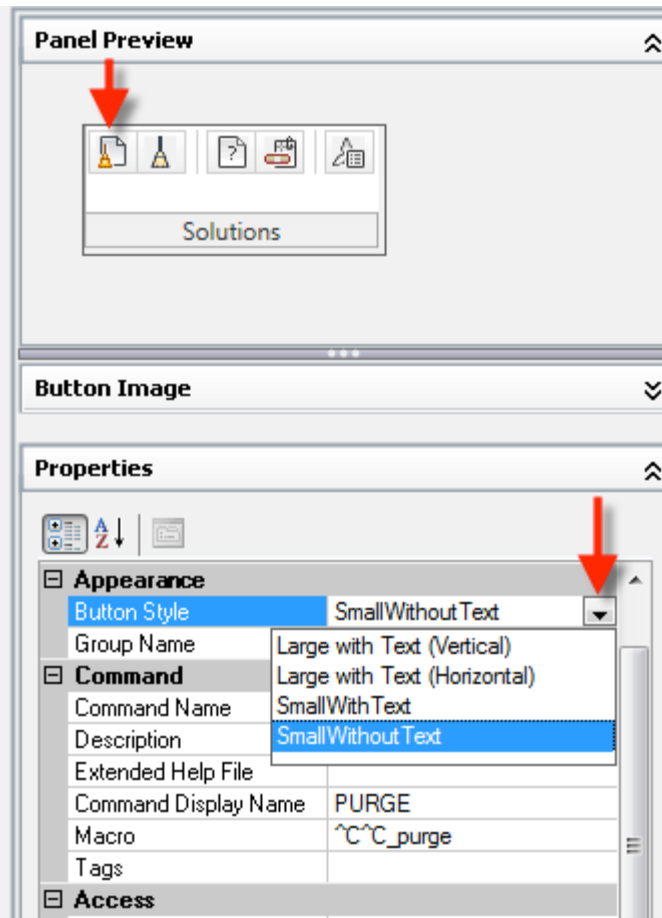 Panel Preview
?
Solutions
Button Image
Properties
A
Z
Appearance
Button Style SmallWithoutText
Group Name
Large with Text (Vertical)
Large with Text (Horizontal)
Command
SmallWithText
Command Name
SmallWithoutText
Description
Extended Help File
Command Display Name PURGE
Macro ^C^C_purge
Tags
Access